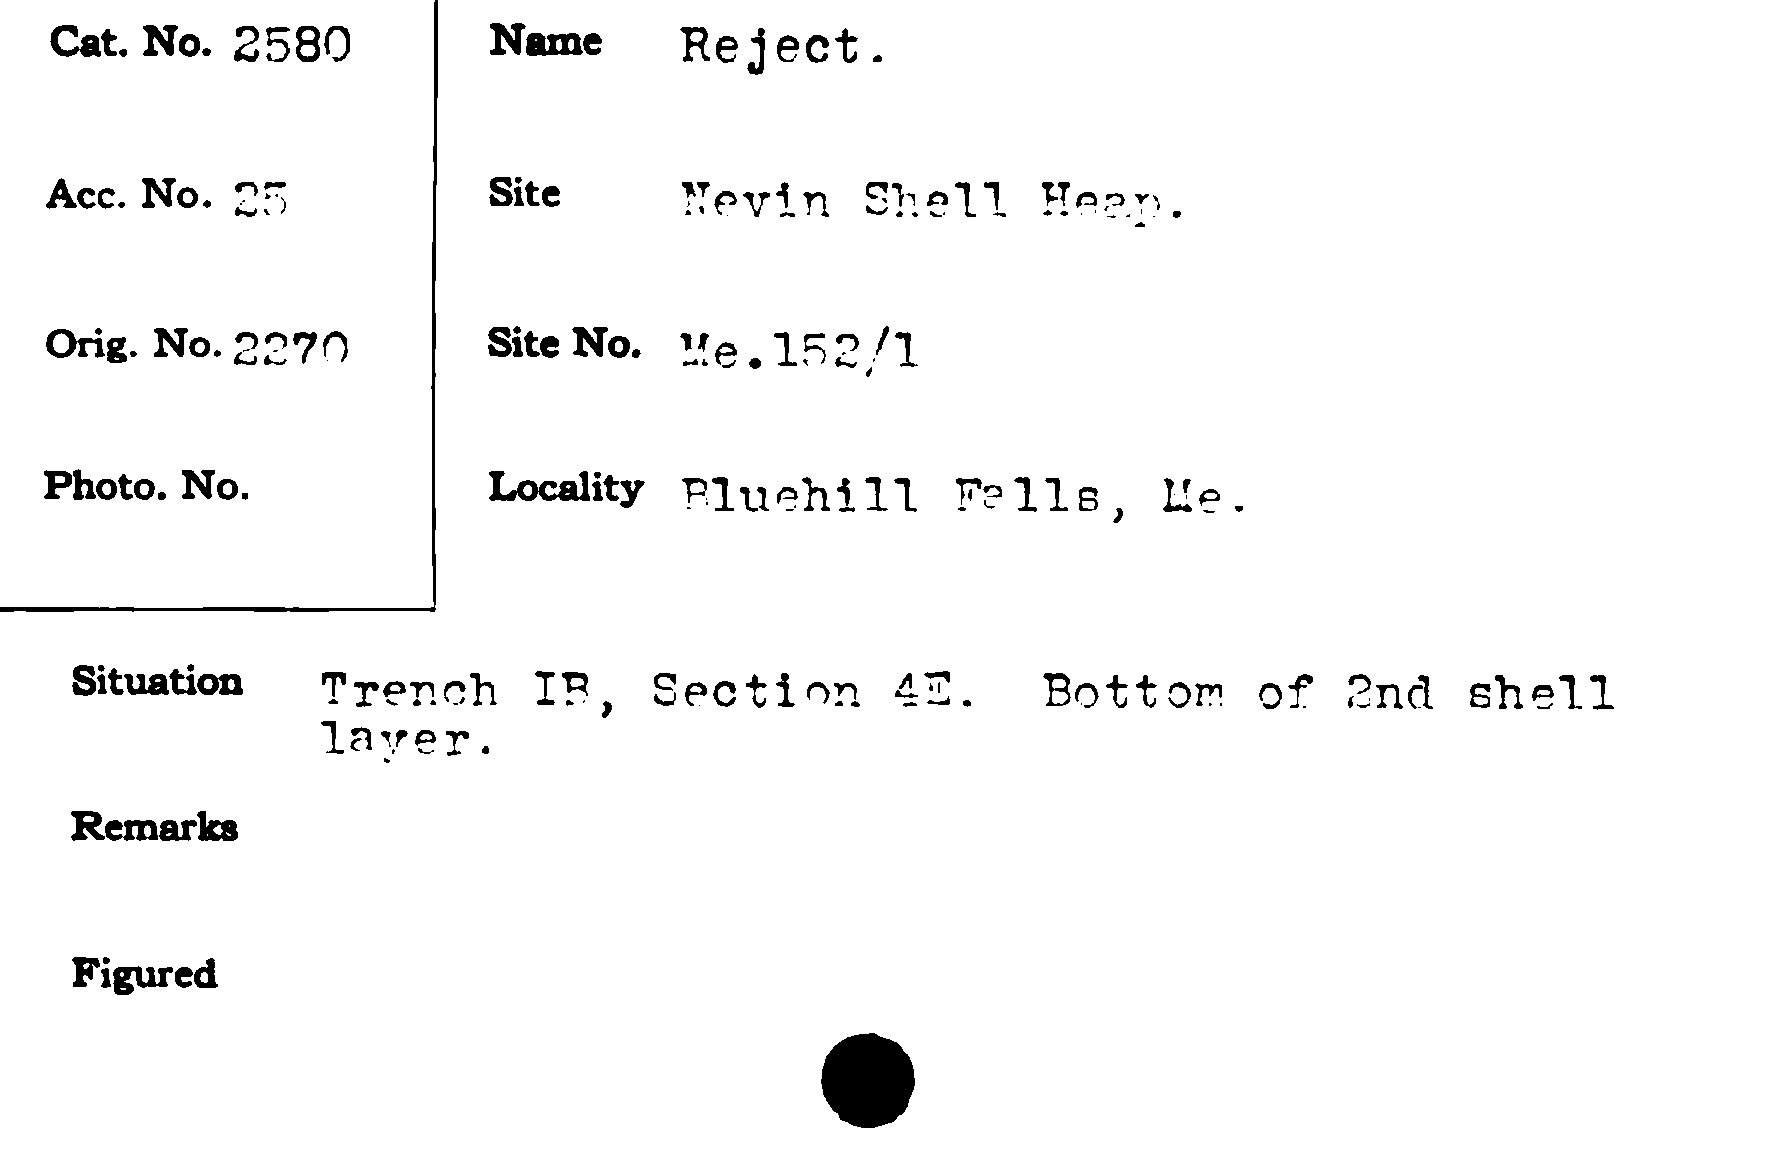 Cat. No. 2580
Name Reject.
Acc. No. 25
Site Nevin Shell Heap.
Orig. No. 2270
Site No. Me.152/1
Photo. No.
Locality Bluehill Falls, Me.
Situation Trench IB, Section 4E. Bottom of 2nd shell
layer.
Remarks
Figured